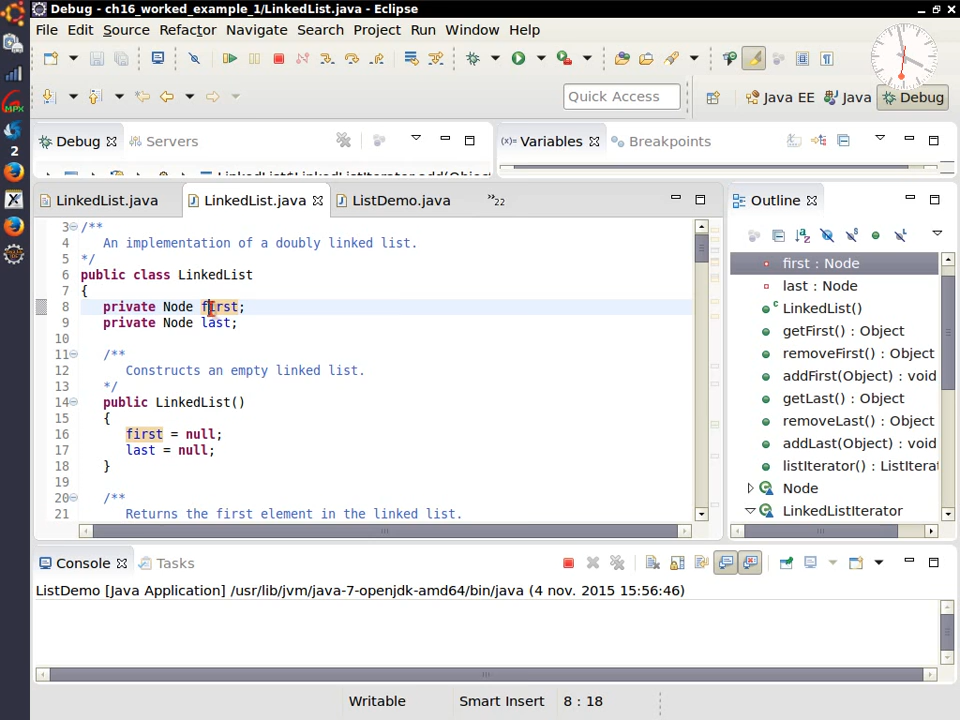 Debug - ch16_worked_example_1/LinkedList.java - Eclipse
File Edit Source Refactor Navigate Search Project Run Window Help
Quick Access
Java EE
Java
Debug
MPX
2
Debug
Servers
(x)= Variables
Breakpoints
LinkedList.java
LinkedList.java
ListDemo.java
»22
Outline
3 /**
4 An implementation of a doubly linked list.
5 */
6 public class LinkedList
7 {
8 private Node first;
9 private Node last;
10
11 /**
12 Constructs an empty linked list.
13 */
14 public LinkedList()
15 {
16 first = null;
17 last = null;
18 }
19
20 /**
21 Returns the first element in the linked list.
first : Node
last : Node
LinkedList()
getFirst() : Object
removeFirst() : Object
addFirst(Object) : void
getLast() : Object
removeLast() : Object
addLast(Object) : void
listIterator() : ListItera
Node
LinkedListIterator
Console
Tasks
ListDemo [Java Application] /usr/lib/jvm/java-7-openjdk-amd64/bin/java (4 nov. 2015 15:56:46)
Writable
Smart Insert
8 : 18